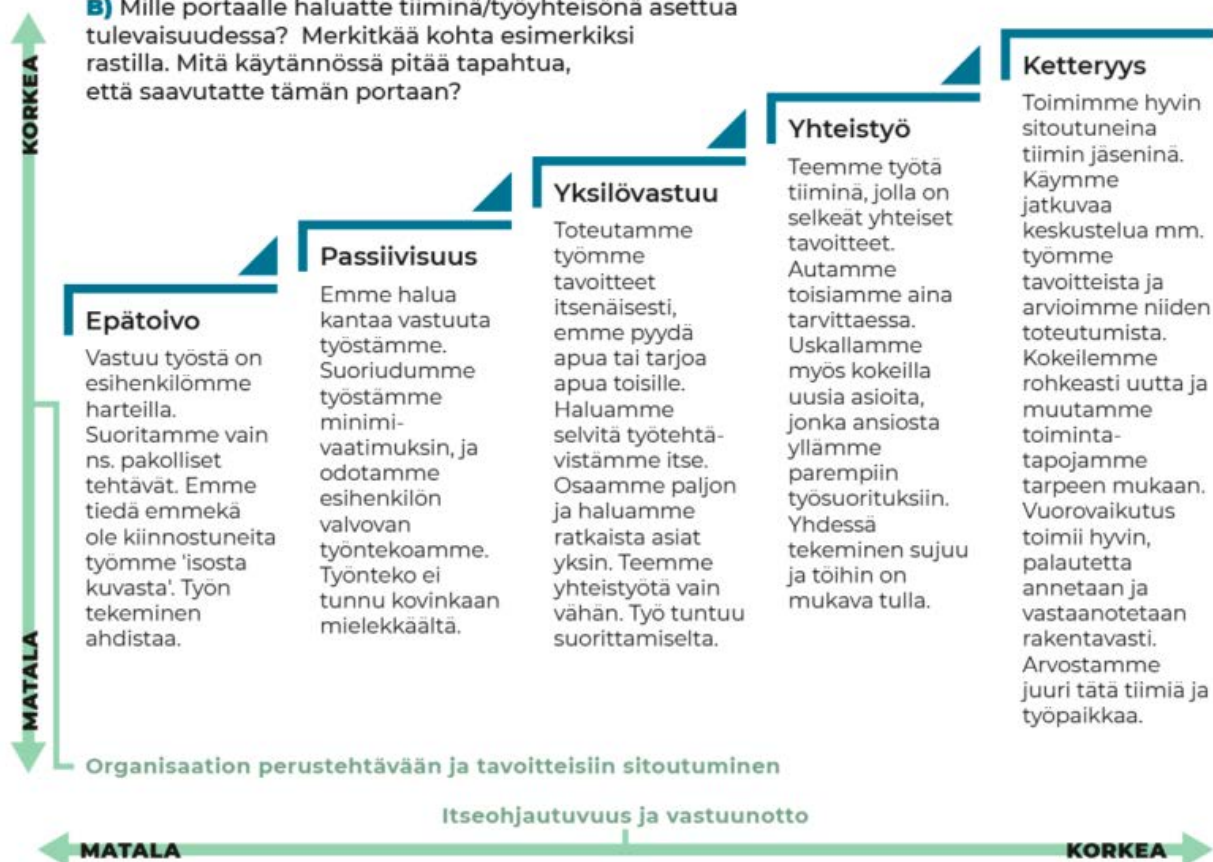 B) Mille portaalle haluatte tiiminä/työyhteisönä asettua
tulevaisuudessa? Merkitkää kohta esimerkiksi
rastilla. Mitä käytännössä pitää tapahtua,
että saavutatte tämän portaan?
KORKEA
MATALA
Epätoivo
Vastuu työstä on
esihenkilömme
harteilla.
Suoritamme vain
ns. pakolliset
tehtävät. Emme
tiedä emmekä
ole kiinnostuneita
työmme 'isosta
kuvasta'. Työn
tekeminen
ahdistaa.
Passiivisuus
Emme halua
kantaa vastuuta
työstämme.
Suoriudumme
työstämme
minimi-
vaatimuksin, ja
odotamme
esihenkilön
valvovan
työntekoamme.
Työnteko ei
tunnu kovinkaan
mielekkäältä.
Yksilövastuu
Toteutamme
työmme
tavoitteet
itsenäisesti,
emme pyydä
apua tai tarjoa
apua toisille.
Haluamme
selvitä työtehtä-
vistämme itse.
Osaamme paljon
ja haluamme
ratkaista asiat
yksin. Teemme
yhteistyötä vain
vähän. Työ tuntuu
suorittamiselta.
Yhteistyö
Teemme työtä
tiiminä, jolla on
selkeät yhteiset
tavoitteet.
Autamme
toisiamme aina
tarvittaessa.
Uskallamme
myös kokeilla
uusia asioita,
jonka ansiosta
yllämme
parempiin
työsuorituksiin.
Yhdessä
tekeminen sujuu
ja töihin on
mukava tulla.
Ketteryys
Toimimme hyvin
sitoutuneina
tiimin jäseninä.
Käymme
jatkuvaa
keskustelua mm.
työmme
tavoitteista ja
arvioimme niiden
toteutumista.
Kokeilemme
rohkeasti uutta ja
muutamme
toiminta-
tapojamme
tarpeen mukaan.
Vuorovaikutus
toimii hyvin,
palautetta
annetaan ja
vastaanotetaan
rakentavasti.
Arvostamme
juuri tätä tiimiä ja
työpaikkaa.
Organisaation perustehtävään ja tavoitteisiin sitoutuminen
Itseohjautuvuus ja vastuunotto
MATALA
KORKEA